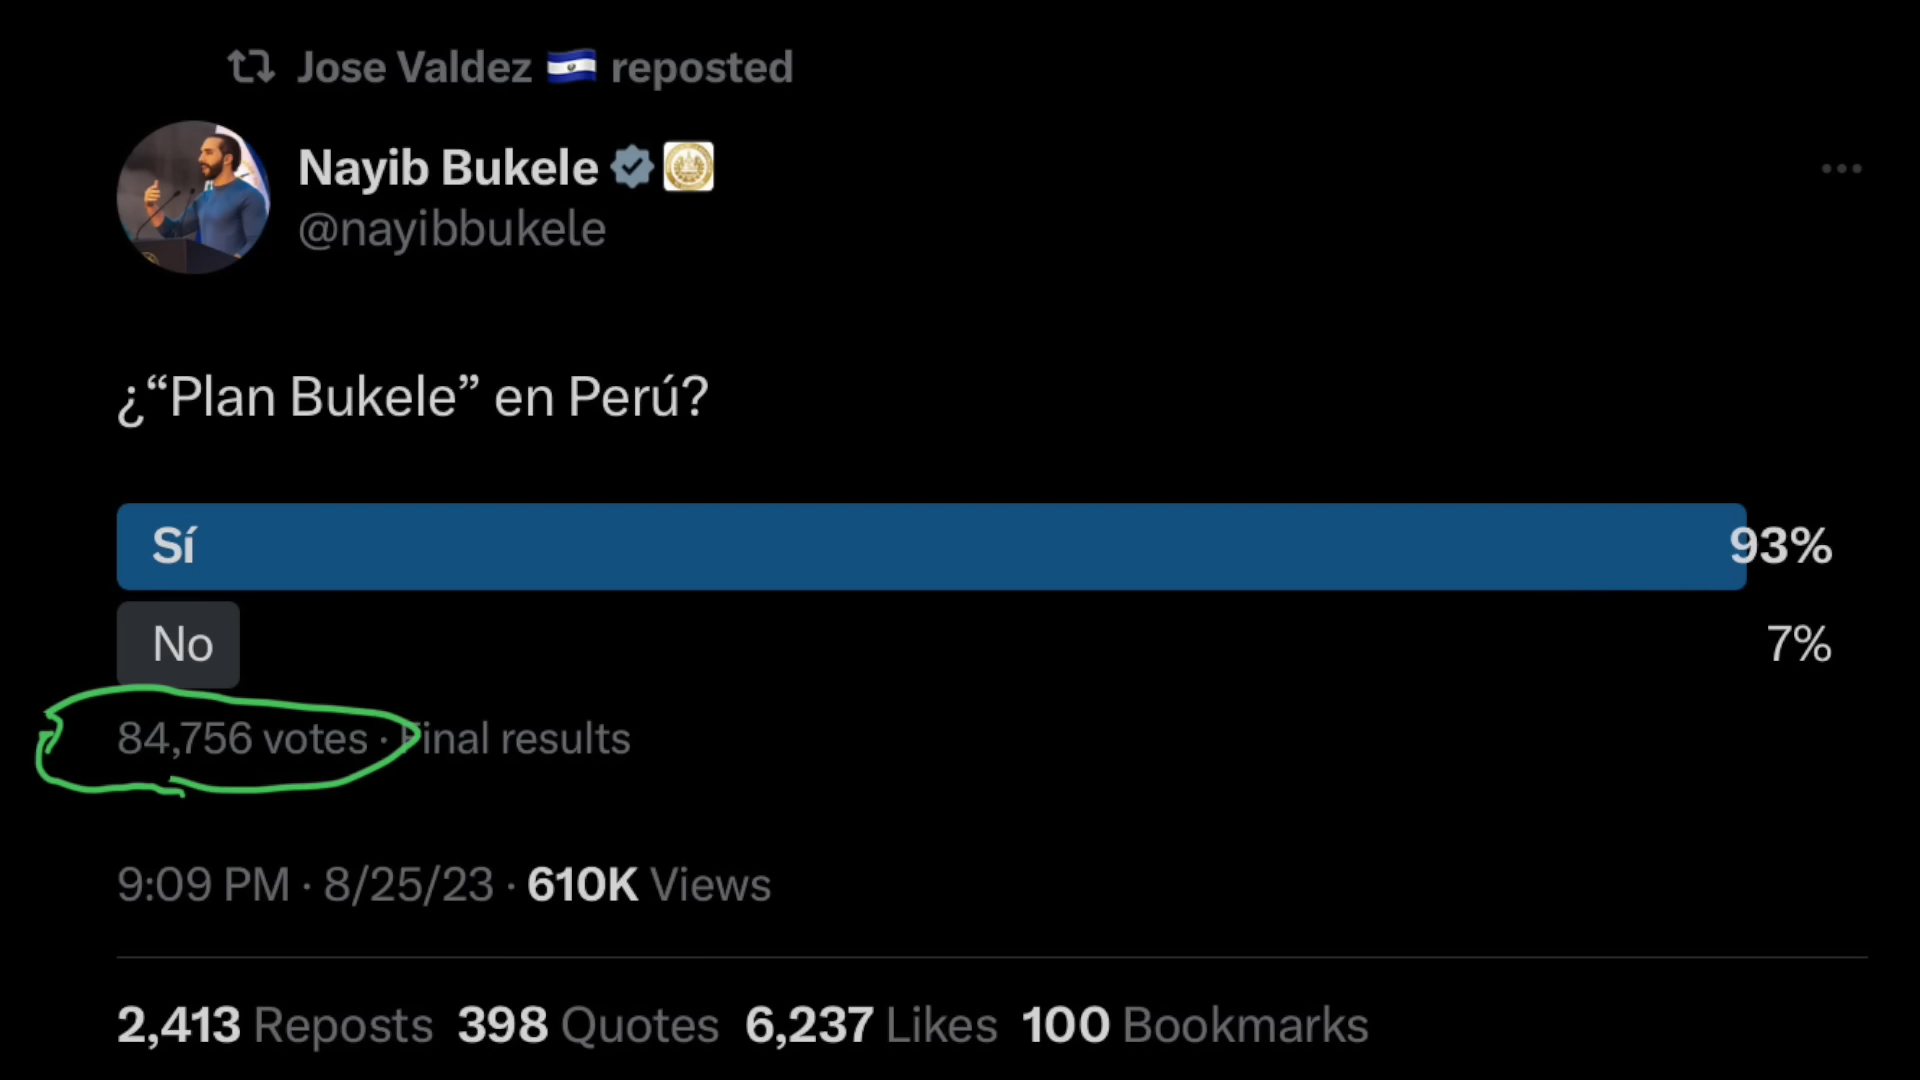 Jose Valdez 🇸🇻 reposted
Nayib Bukele
@nayibbukele
¿“Plan Bukele” en Perú?
Sí 93%
No 7%
84,756 votes · Final results
9:09 PM · 8/25/23 · 610K Views
2,413 Reposts 398 Quotes 6,237 Likes 100 Bookmarks